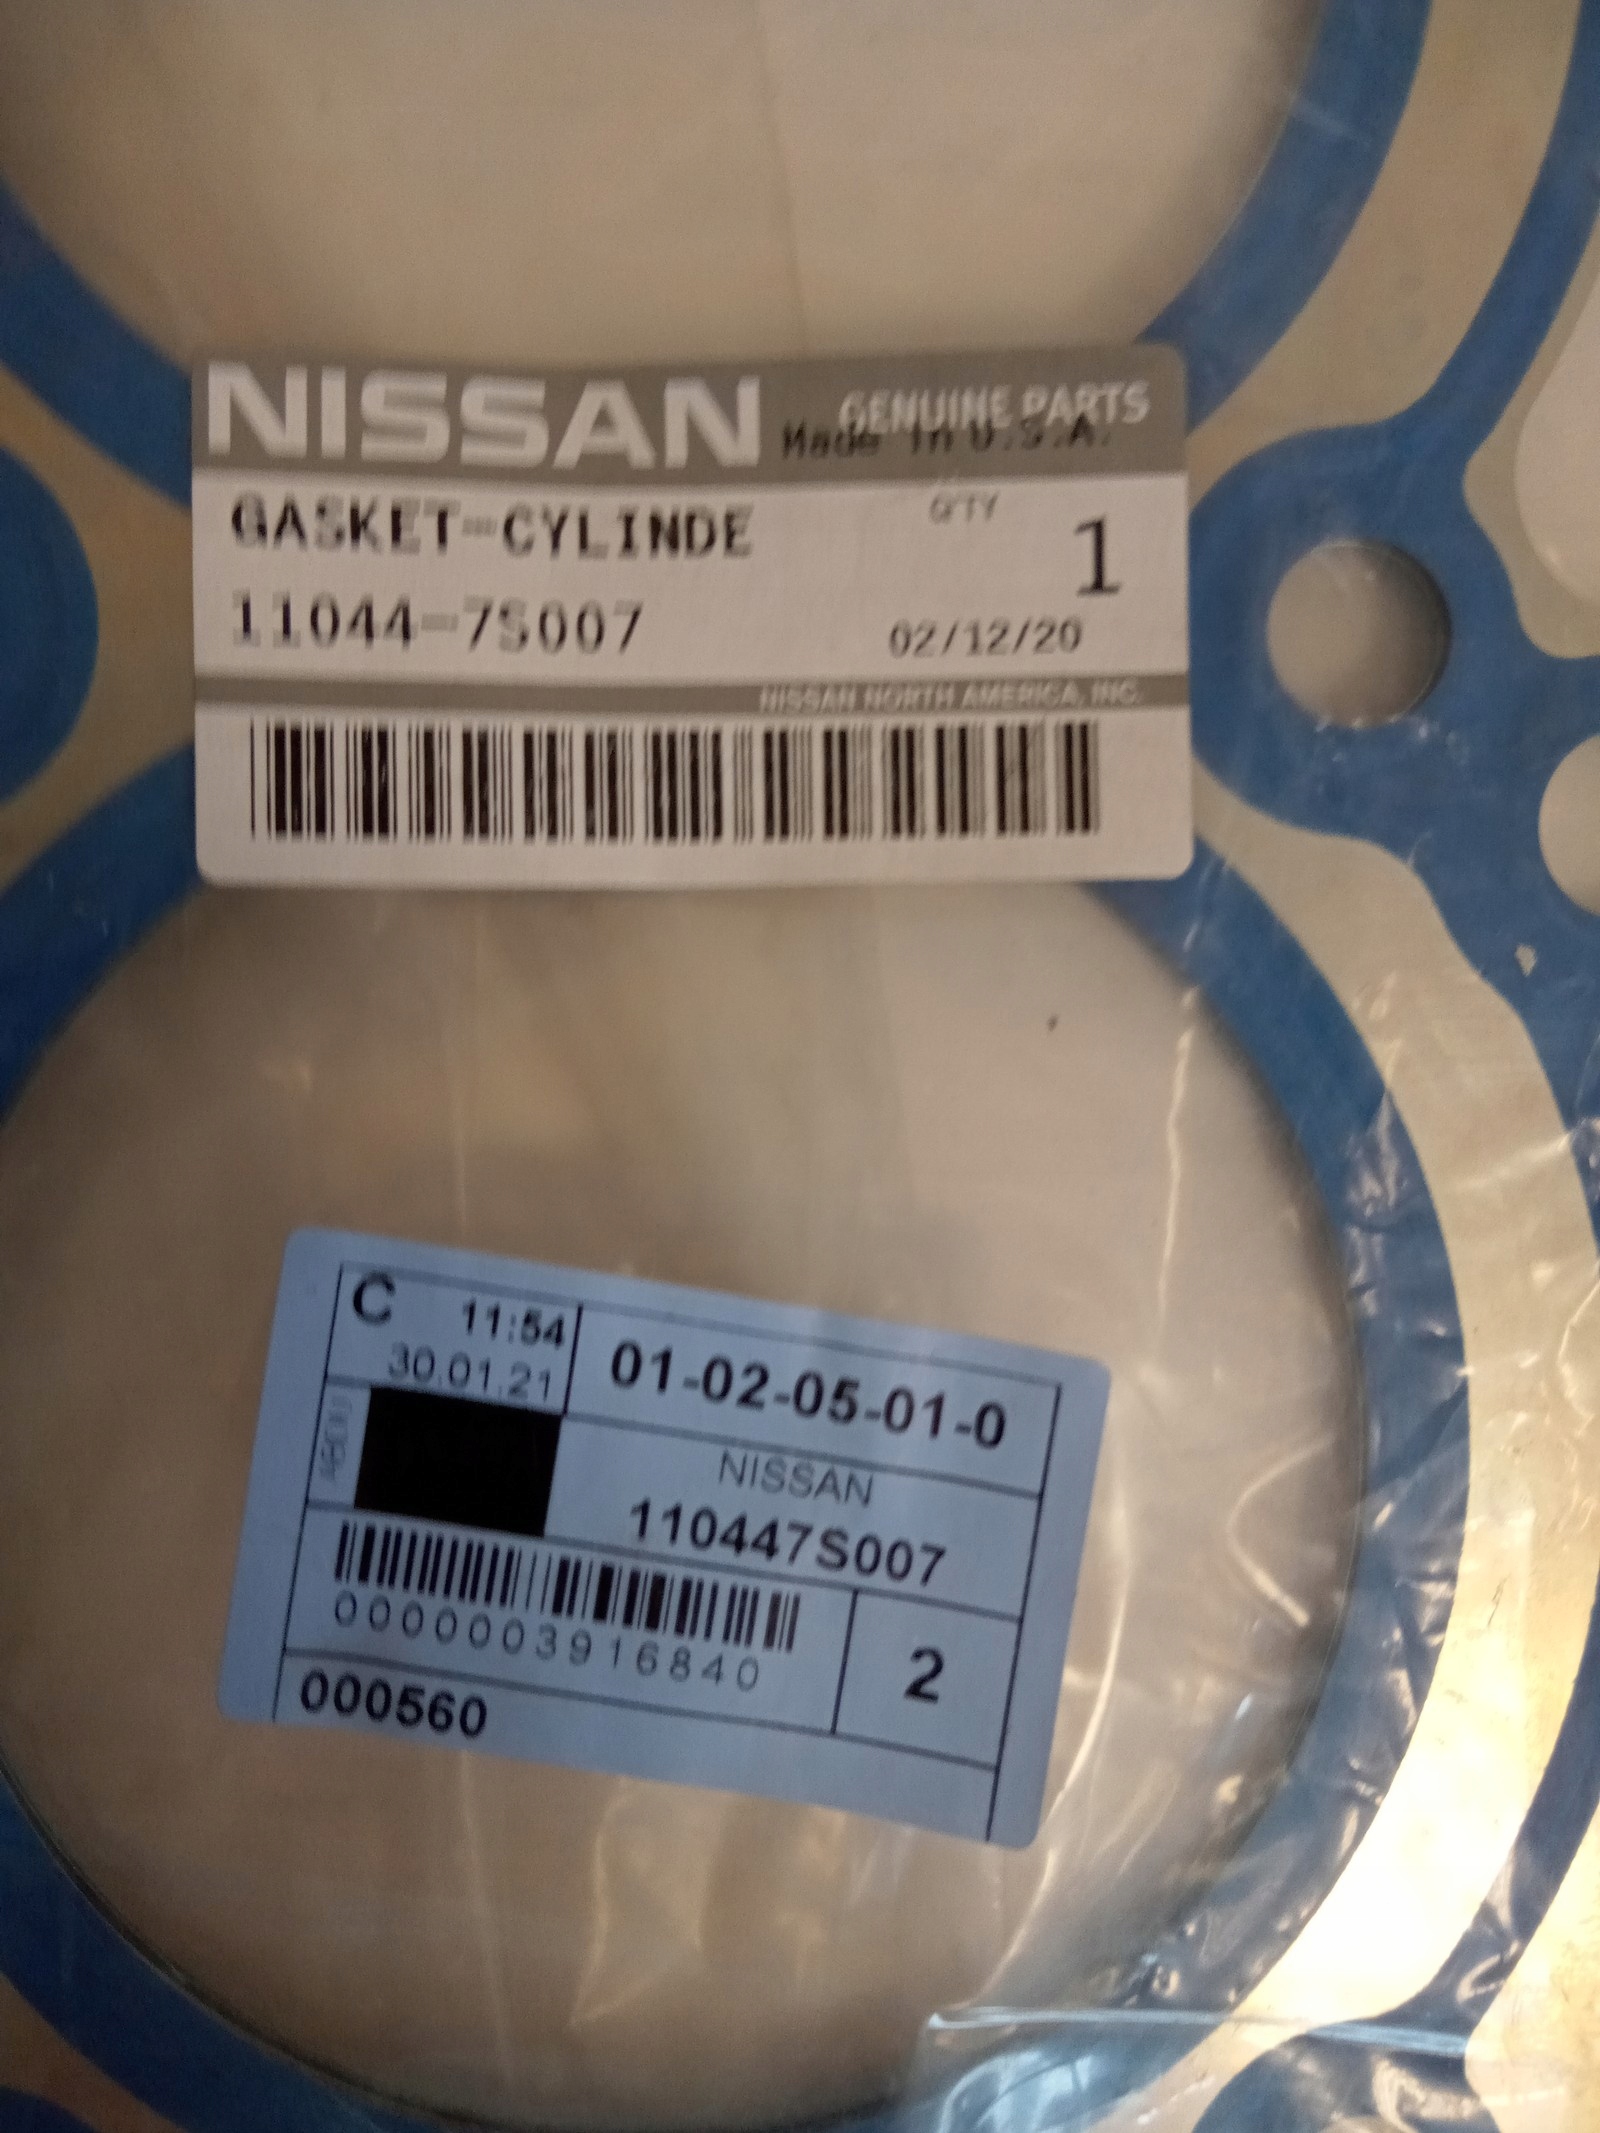 NISSAN GENUINE PARTS
Made in U.S.A.
GASKET-CYLINDE
Q'TY 1
11044-7S007
02/12/20
NISSAN NORTH AMERICA, INC.
C 11:54
30.01.21
01-02-05-01-0
NISSAN
110447S007
0000003916840
2
000560